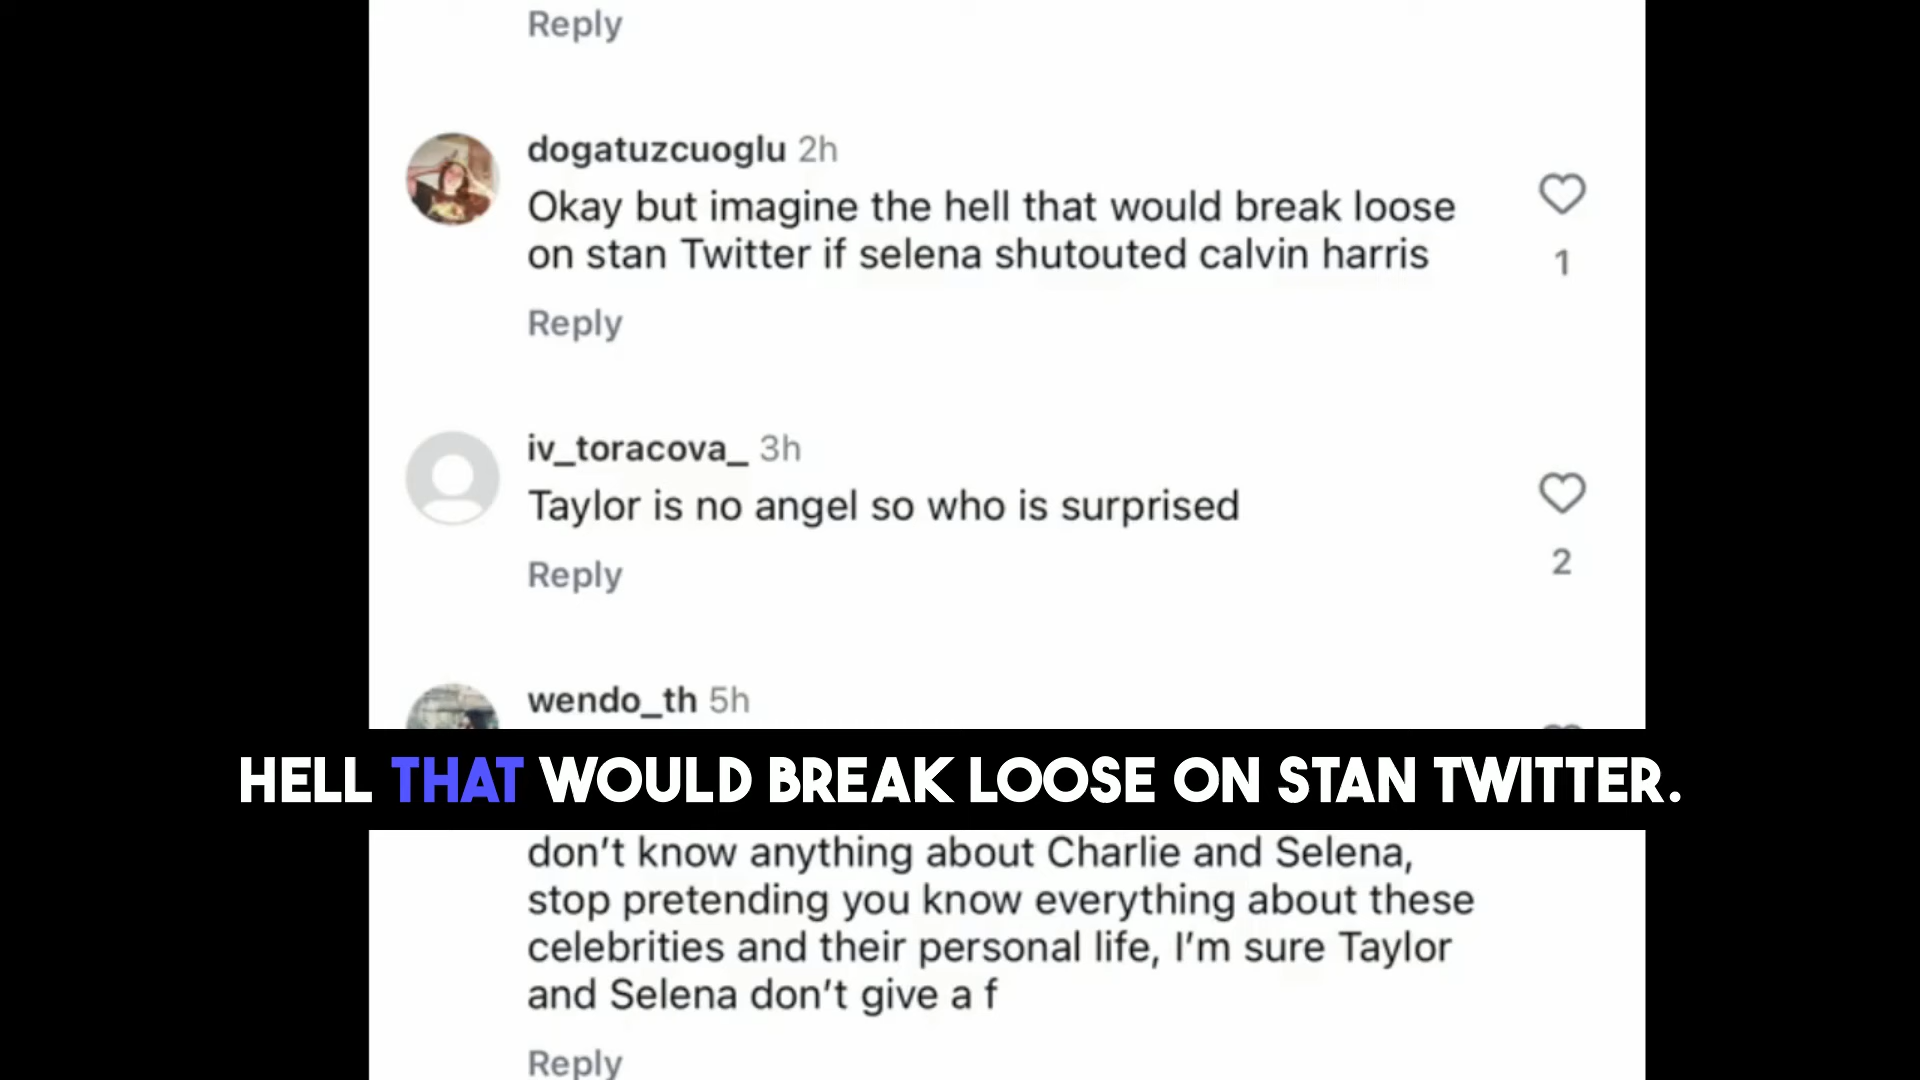 Reply
dogatuzcuoglu 2h
Okay but imagine the hell that would break loose
on stan Twitter if selena shutouted calvin harris
1
Reply
iv_toracova_ 3h
Taylor is no angel so who is surprised
2
Reply
wendo_th 5h
HELL THAT WOULD BREAK LOOSE ON STAN TWITTER.
don't know anything about Charlie and Selena,
stop pretending you know everything about these
celebrities and their personal life, I'm sure Taylor
and Selena don't give a f
Reply